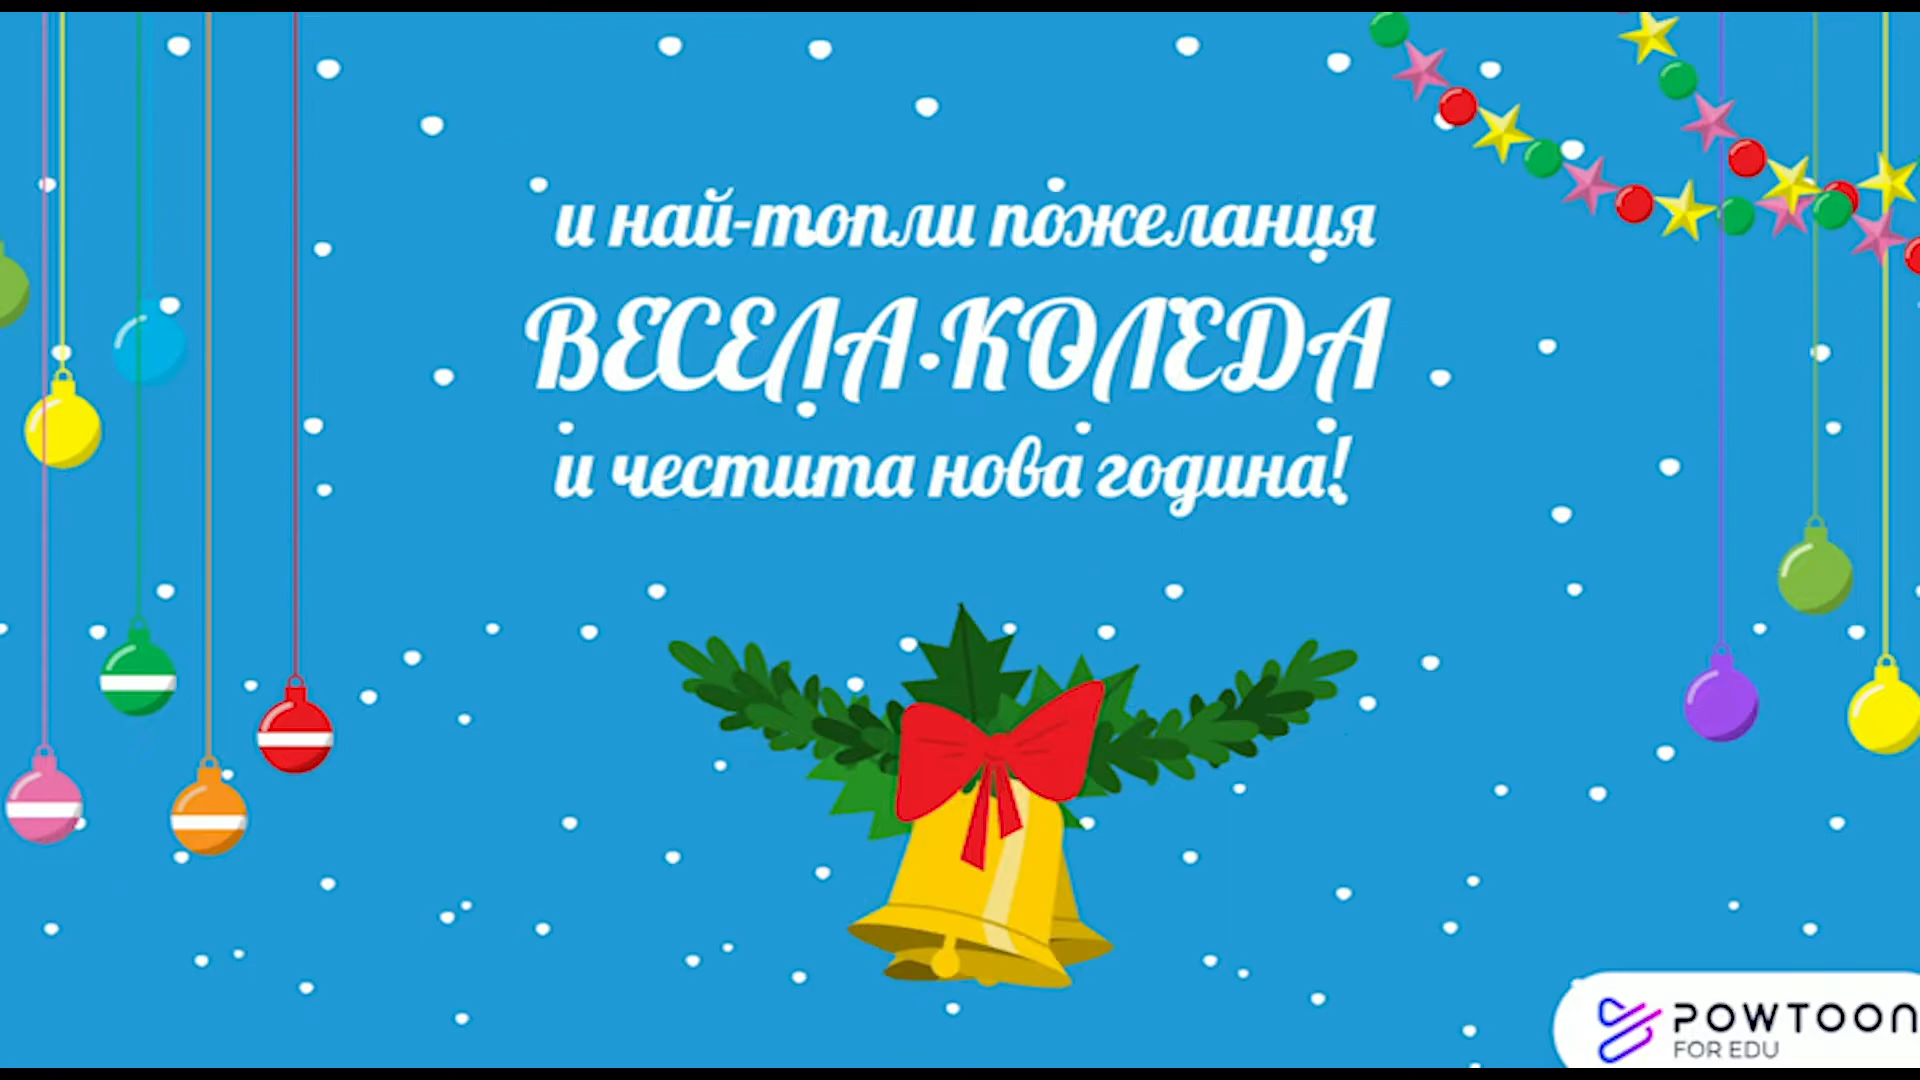 и най-топли пожелания
ВЕСЕЛА КОЛЕДА
и честита нова година!
POWTOON
FOR EDU